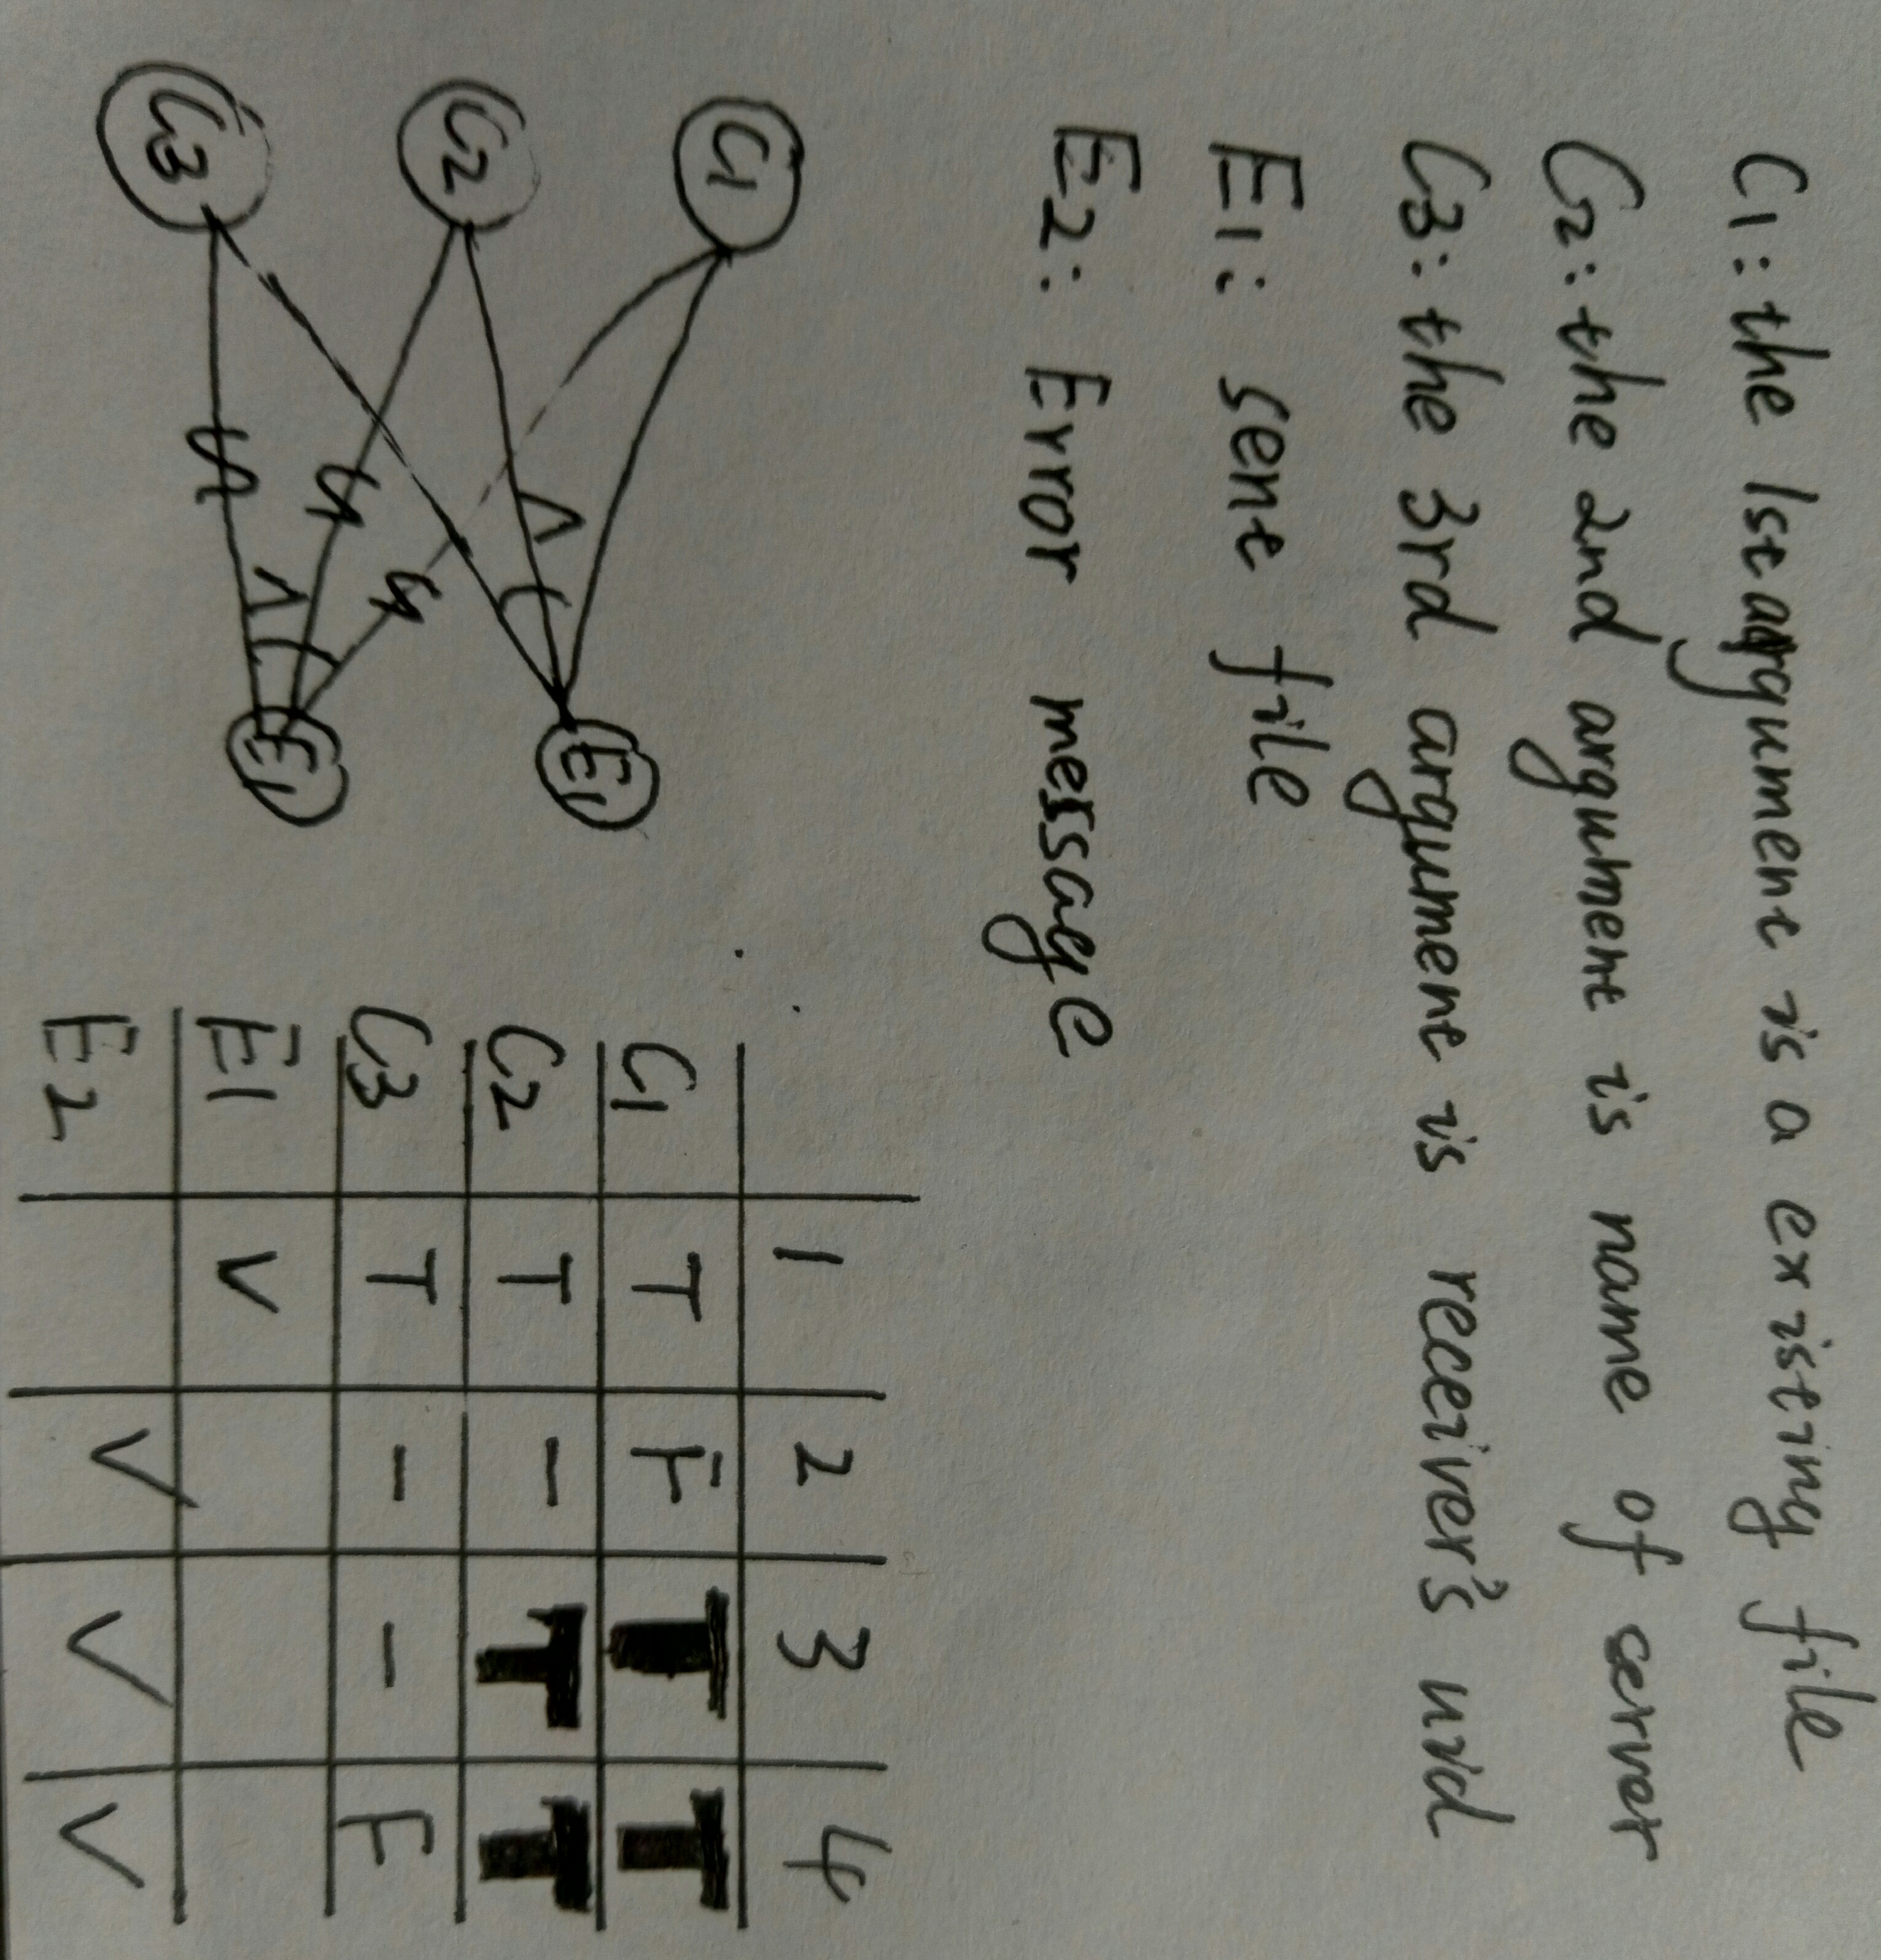 C1: the 1st argument is a existing file
C2: the 2nd argument is name of server
C3: the 3rd argument is receiver's uid
E1: sent file
E2: Error message
1 2 3 4
C1 T F T T
C2 T - T T
C3 T - - F
E1 V
E2 √ √ √
C1
E1
^
C2
C3
^
E1